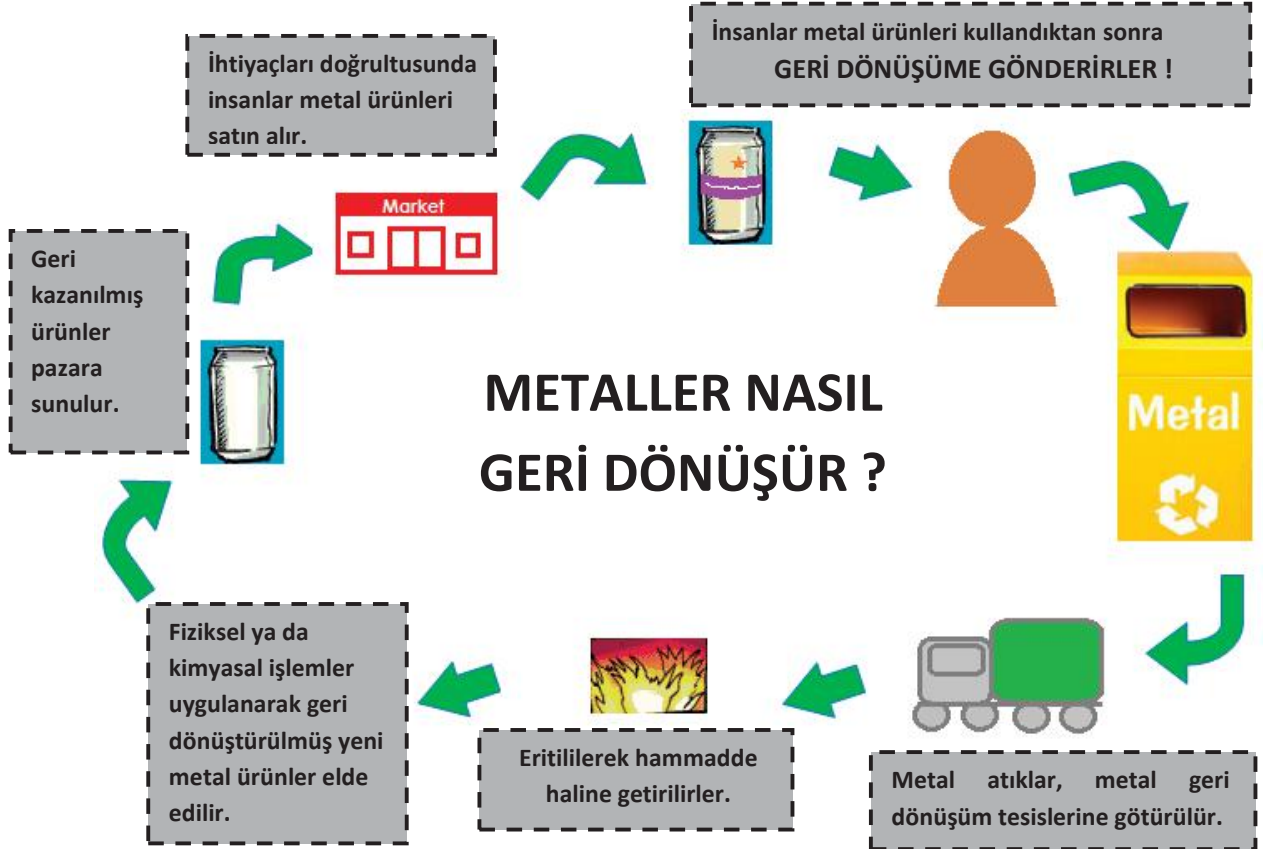 İhtiyaçları doğrultusunda
insanlar metal ürünleri
satın alır.
İnsanlar metal ürünleri kullandıktan sonra
GERİ DÖNÜŞÜME GÖNDERİRLER !
Market
Geri
kazanılmış
ürünler
pazara
sunulur.
METALLER NASIL
GERİ DÖNÜŞÜR ?
Metal
Fiziksel ya da
kimyasal işlemler
uygulanarak geri
dönüştürülmüş yeni
metal ürünler elde
edilir.
Eritililerek hammadde
haline getirilirler.
Metal atıklar, metal geri
dönüşüm tesislerine götürülür.